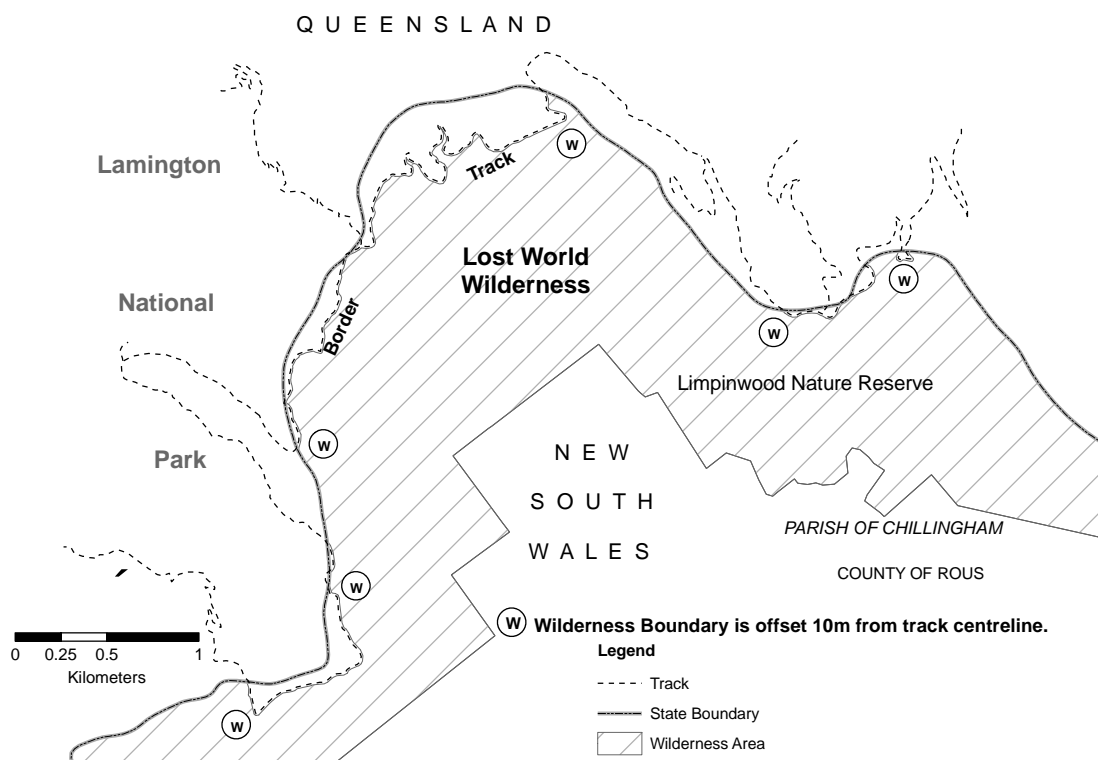 QUEENSLAND
Lamington
Track
W
Lost World
Wilderness
W
National
Border
W
Limpinwood Nature Reserve
W
Park
NEW
SOUTH
WALES
PARISH OF CHILLINGHAM
COUNTY OF ROUS
W
W Wilderness Boundary is offset 10m from track centreline.
0 0.25 0.5 1
Kilometers
Legend
Track
State Boundary
W
Wilderness Area